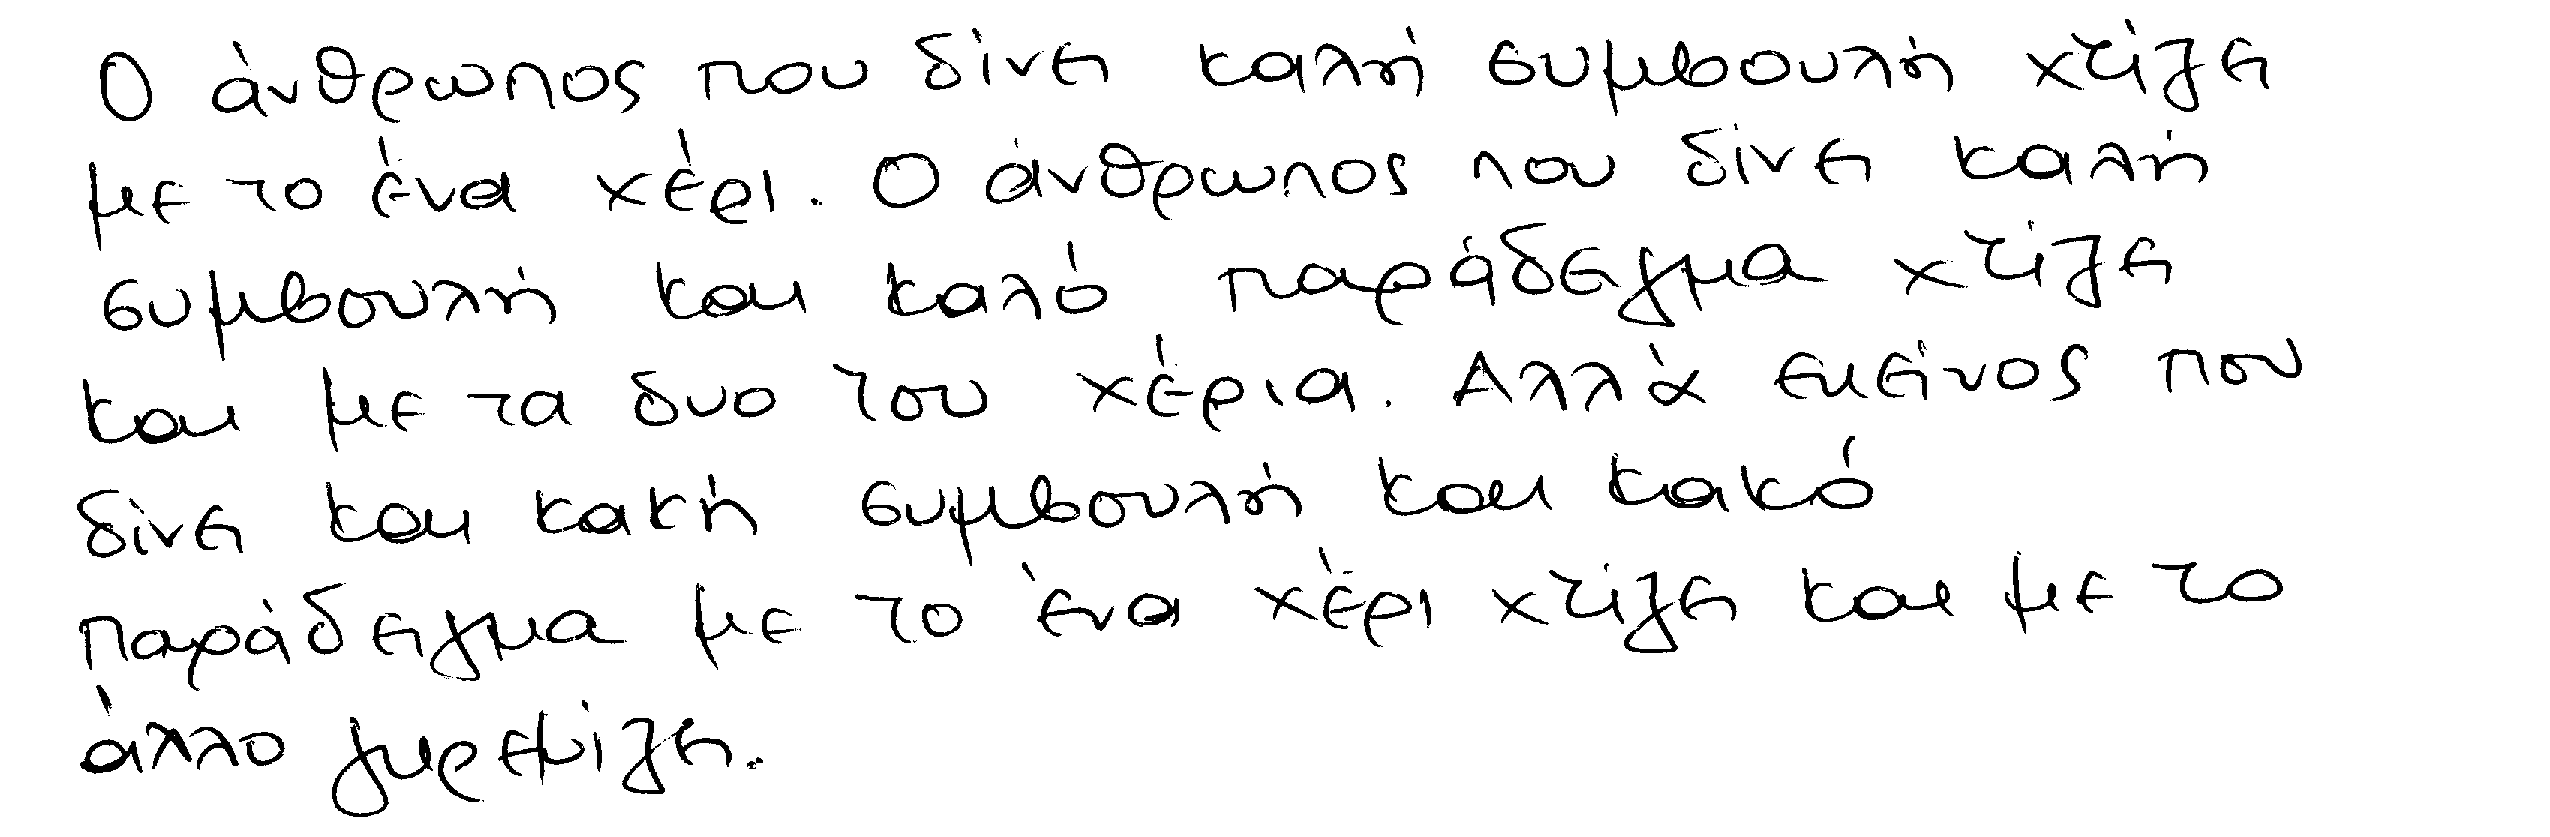 Ο άνθρωπος που δίνει καλή συμβουλή χτίζει
με το ένα χέρι. Ο άνθρωπος που δίνει καλή
συμβουλή και καλό παράδειγμα χτίζει
και με τα δυο του χέρια. Αλλά εκείνος που
δίνει και κακή συμβουλή και κακό
παράδειγμα με το ένα χέρι χτίζει και με το
άλλο γκρεμίζει.